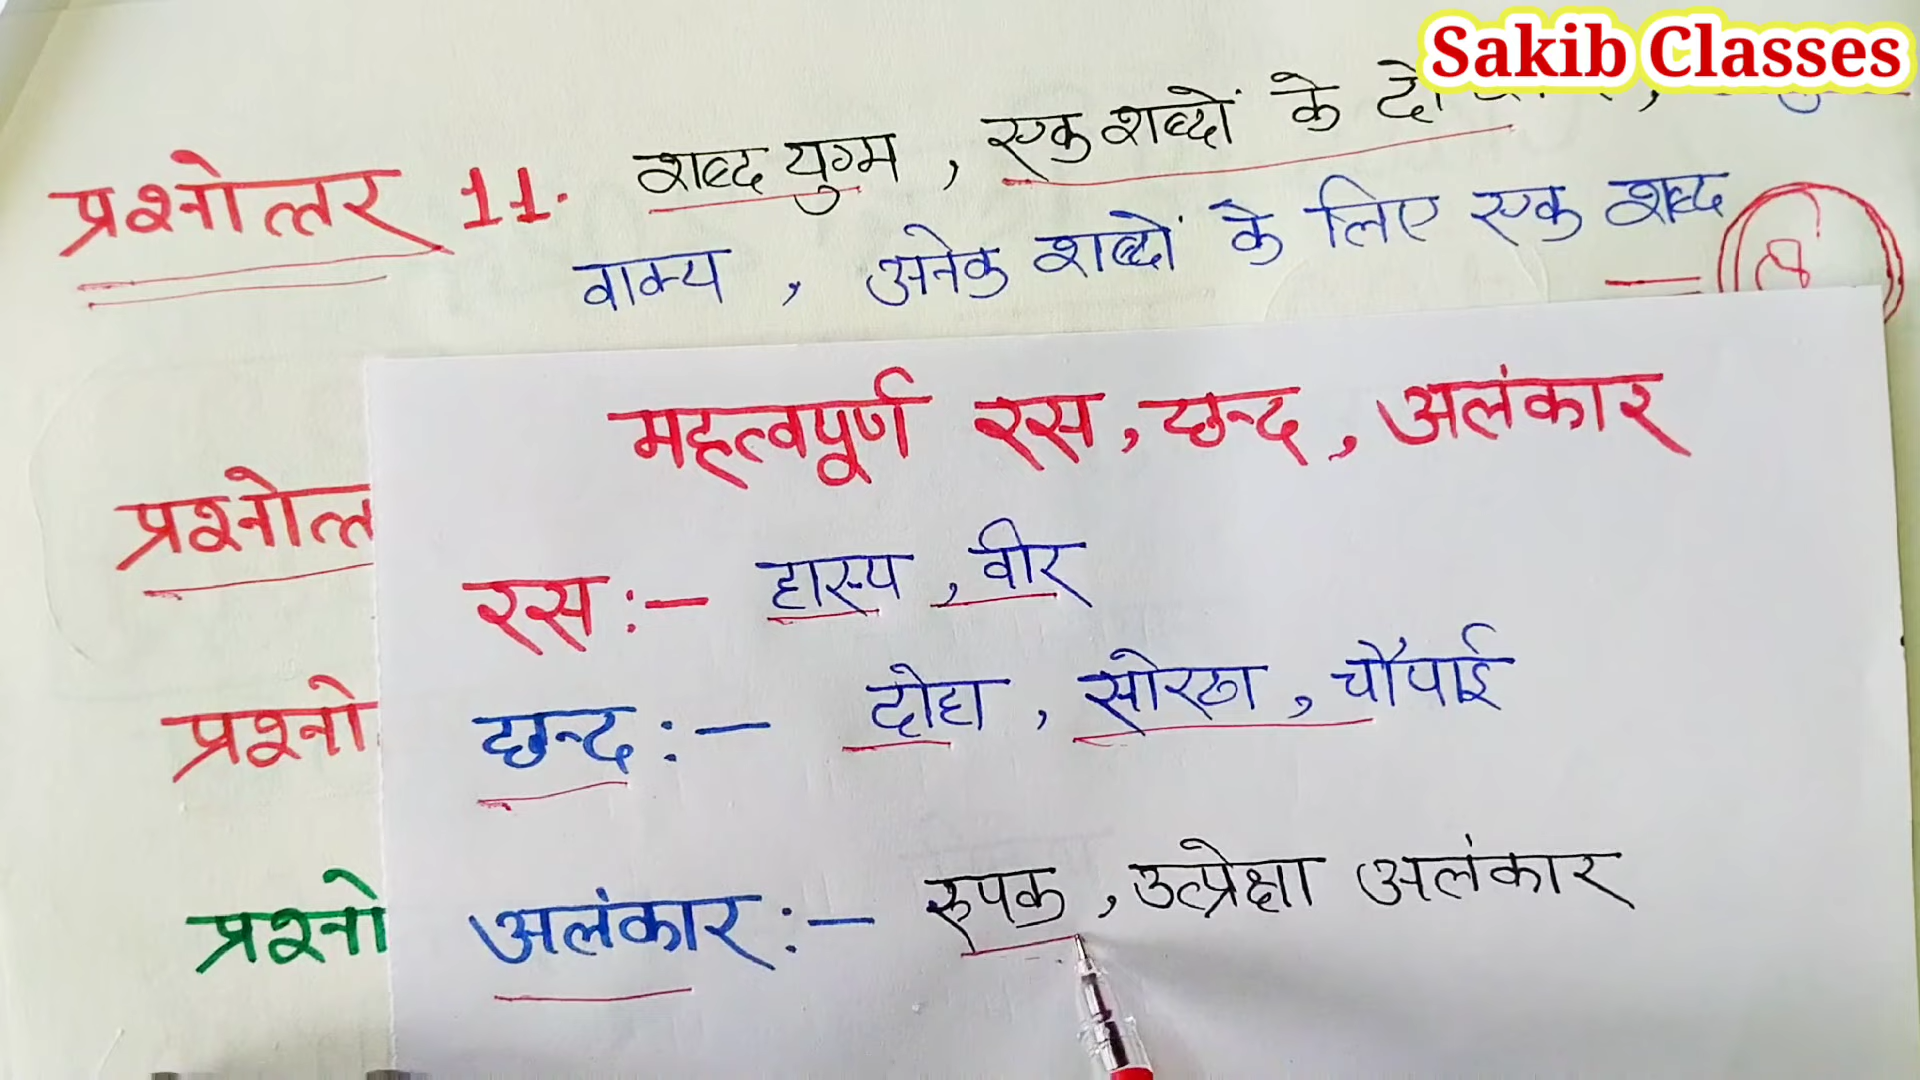 Sakib Classes
प्रश्नोत्तर 11. शब्द युग्म , एक शब्दों के दो
वाक्य , अनेक शब्दों के लिए एक शब्द
महत्वपूर्ण रस, छन्द, अलंकार
प्रश्नोत्त
रस :- हास्य , वीर
प्रश्नो
छन्द :- दोहा , सोरठा , चौपाई
प्रश्नो
अलंकार :- रूपक , उत्प्रेक्षा अलंकार